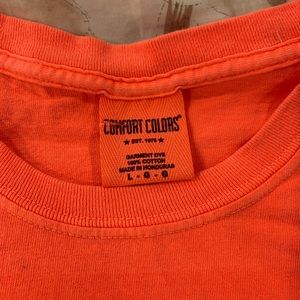 COMFORT COLORS®
★ EST. 1975 ★
GARMENT DYE
100% COTTON
MADE IN HONDURAS
L - G - G